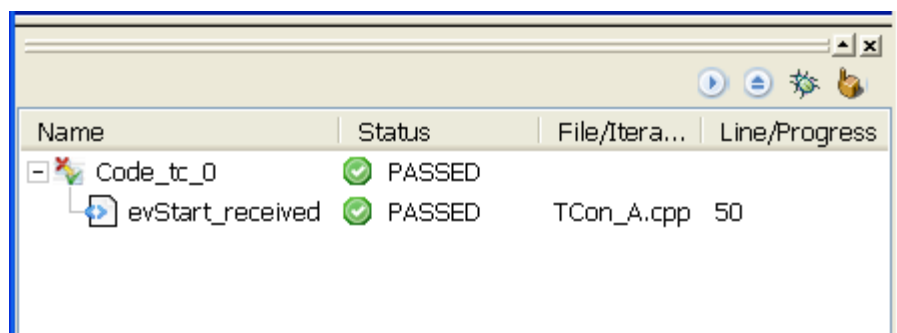 Name Status File/Itera... Line/Progress
Code_tc_0 PASSED
evStart_received PASSED TCon_A.cpp 50